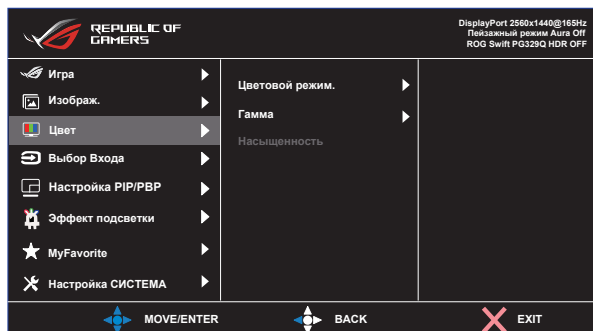 REPUBLIC OF
GAMERS
DisplayPort 2560x1440@165Hz
Пейзажный режим Aura Off
ROG Swift PG329Q HDR OFF
Игра
Изображ.
Цвет
Выбор Входа
Настройка PIP/PBP
Эффект подсветки
MyFavorite
Настройка СИСТЕМА
Цветовой режим.
Гамма
Насыщенность
MOVE/ENTER
BACK
EXIT